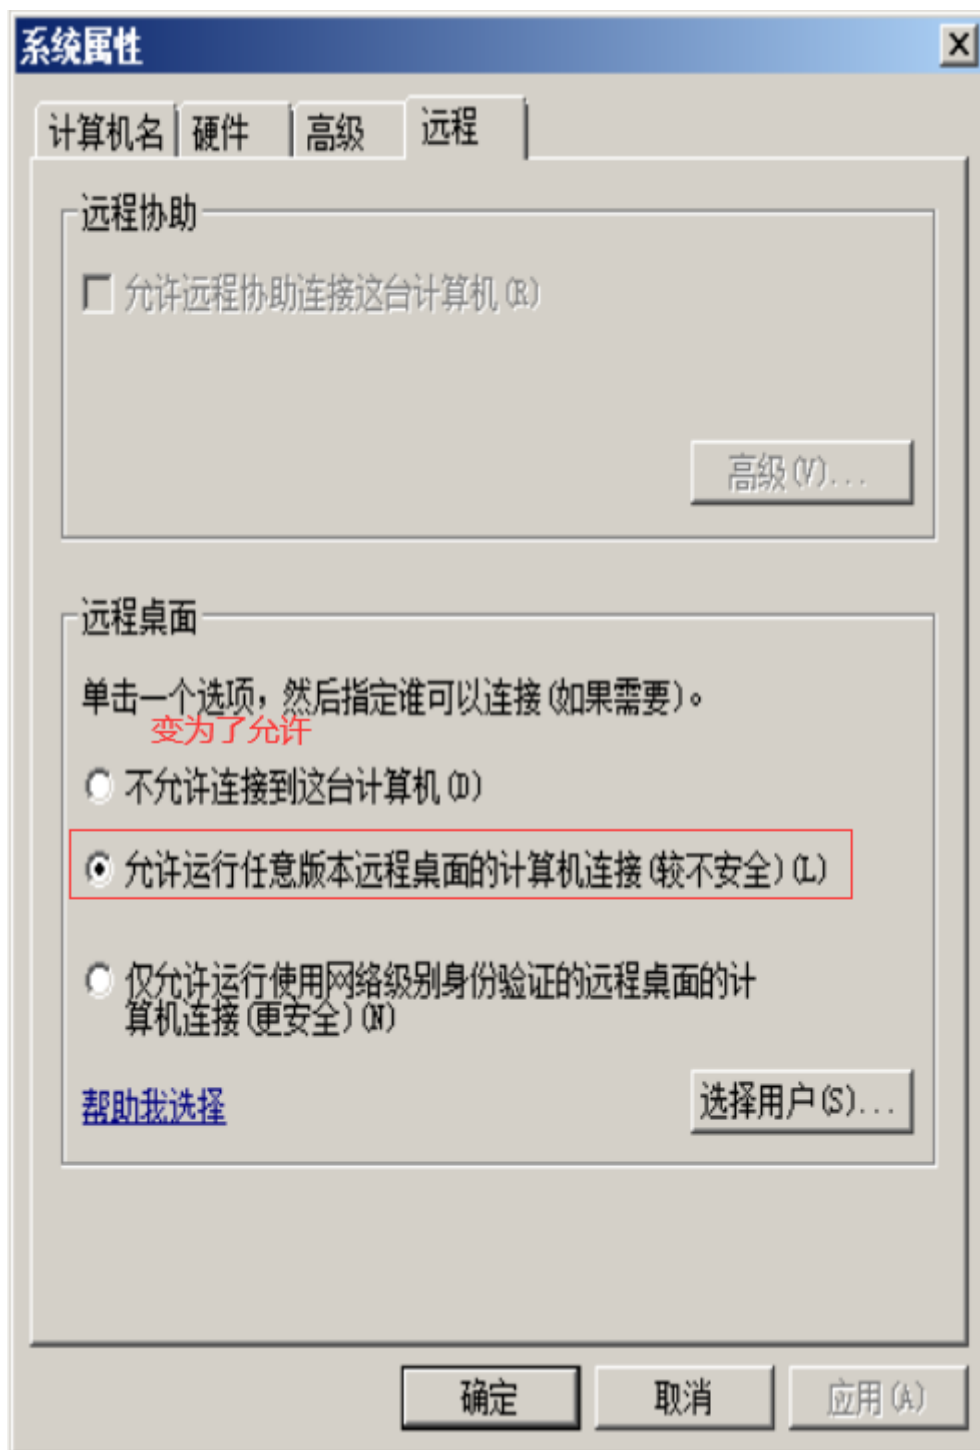 系统属性
计算机名 硬件 高级 远程
远程协助
允许远程协助连接这台计算机(R)
高级(V)...
远程桌面
单击一个选项，然后指定谁可以连接(如果需要)。
变为了允许
不允许连接到这台计算机(D)
允许运行任意版本远程桌面的计算机连接(较不安全)(L)
仅允许运行使用网络级别身份验证的远程桌面的计
算机连接(更安全)(N)
帮助我选择
选择用户(S)...
确定 取消 应用(A)